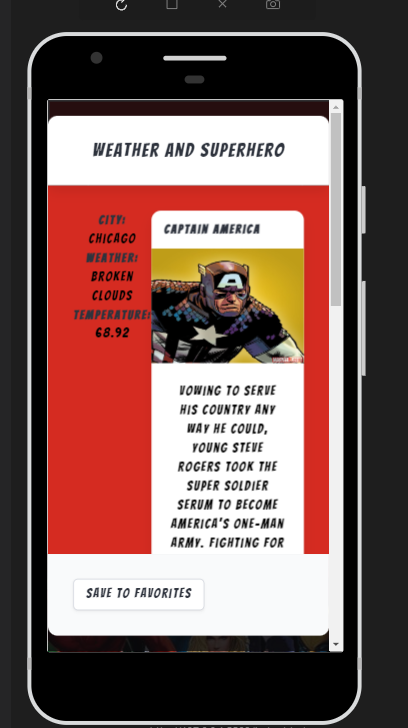 WEATHER AND SUPERHERO
CITY:
CHICAGO
WEATHER:
BROKEN
CLOUDS
TEMPERATURE:
68.92
CAPTAIN AMERICA
A
VOWING TO SERVE
HIS COUNTRY ANY
WAY HE COULD,
YOUNG STEVE
ROGERS TOOK THE
SUPER SOLDIER
SERUM TO BECOME
AMERICA'S ONE-MAN
ARMY. FIGHTING FOR
SAVE TO FAVORITES